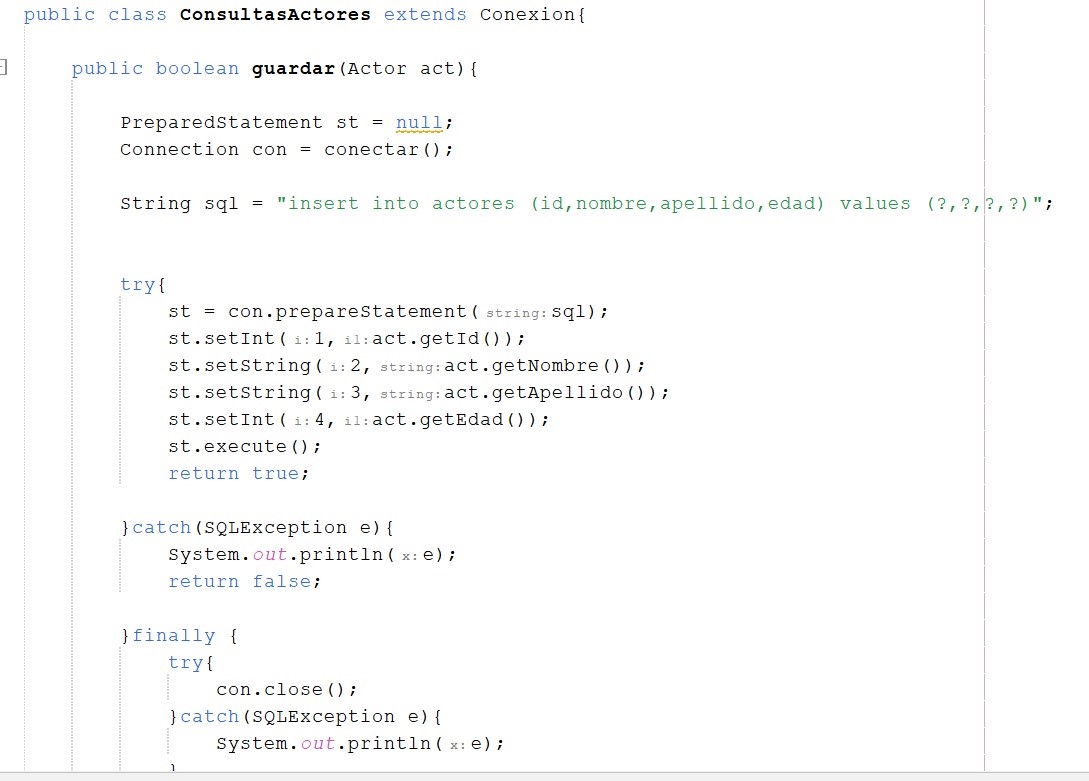 public class ConsultasActores extends Conexion{
public boolean guardar(Actor act){
PreparedStatement st = null;
Connection con = conectar();
String sql = "insert into actores (id,nombre,apellido,edad) values (?,?,?,?)";
try{
st = con.prepareStatement( string: sql);
st.setInt( i: 1, i1: act.getId());
st.setString( i: 2, string: act.getNombre());
st.setString( i: 3, string: act.getApellido());
st.setInt( i: 4, i1: act.getEdad());
st.execute();
return true;
}catch(SQLException e){
System.out.println( x: e);
return false;
}finally {
try{
con.close();
}catch(SQLException e){
System.out.println( x: e);
}